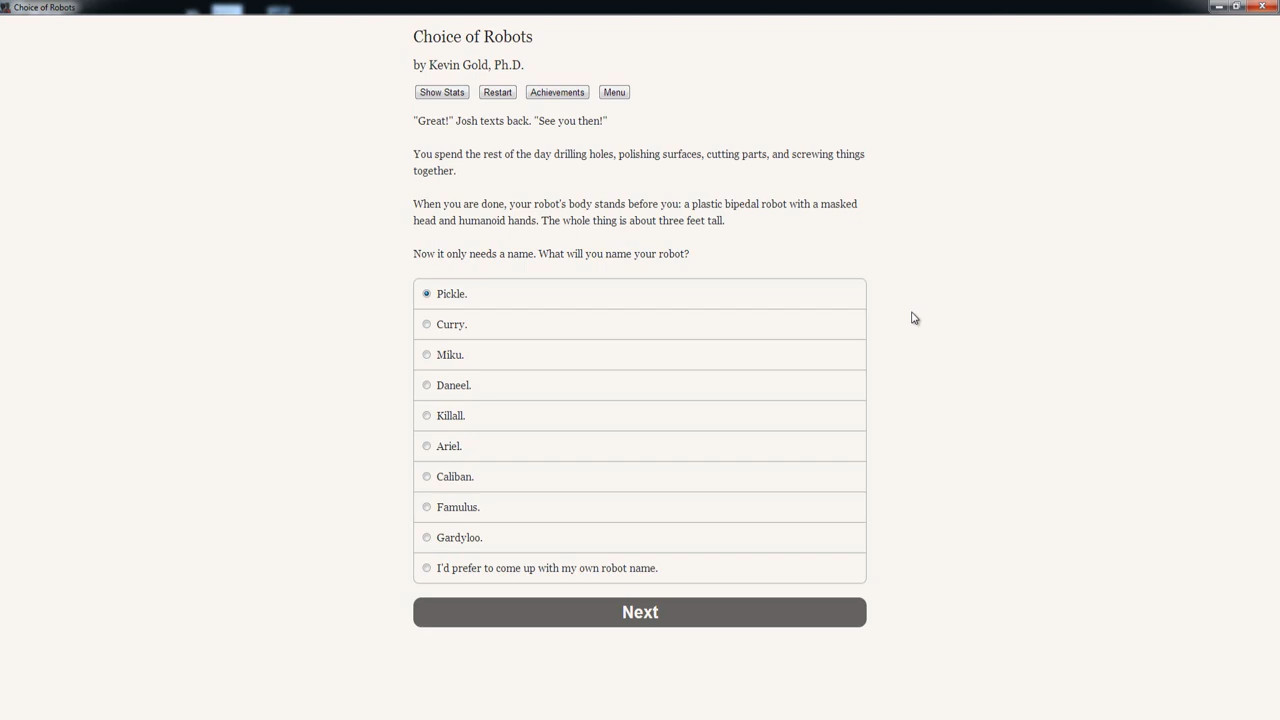 Choice of Robots
Choice of Robots
by Kevin Gold, Ph.D.
Show Stats Restart Achievements Menu
"Great!" Josh texts back. "See you then!"
You spend the rest of the day drilling holes, polishing surfaces, cutting parts, and screwing things
together.
When you are done, your robot's body stands before you: a plastic bipedal robot with a masked
head and humanoid hands. The whole thing is about three feet tall.
Now it only needs a name. What will you name your robot?
Pickle.
Curry.
Miku.
Daneel.
Killall.
Ariel.
Caliban.
Famulus.
Gardyloo.
I'd prefer to come up with my own robot name.
Next